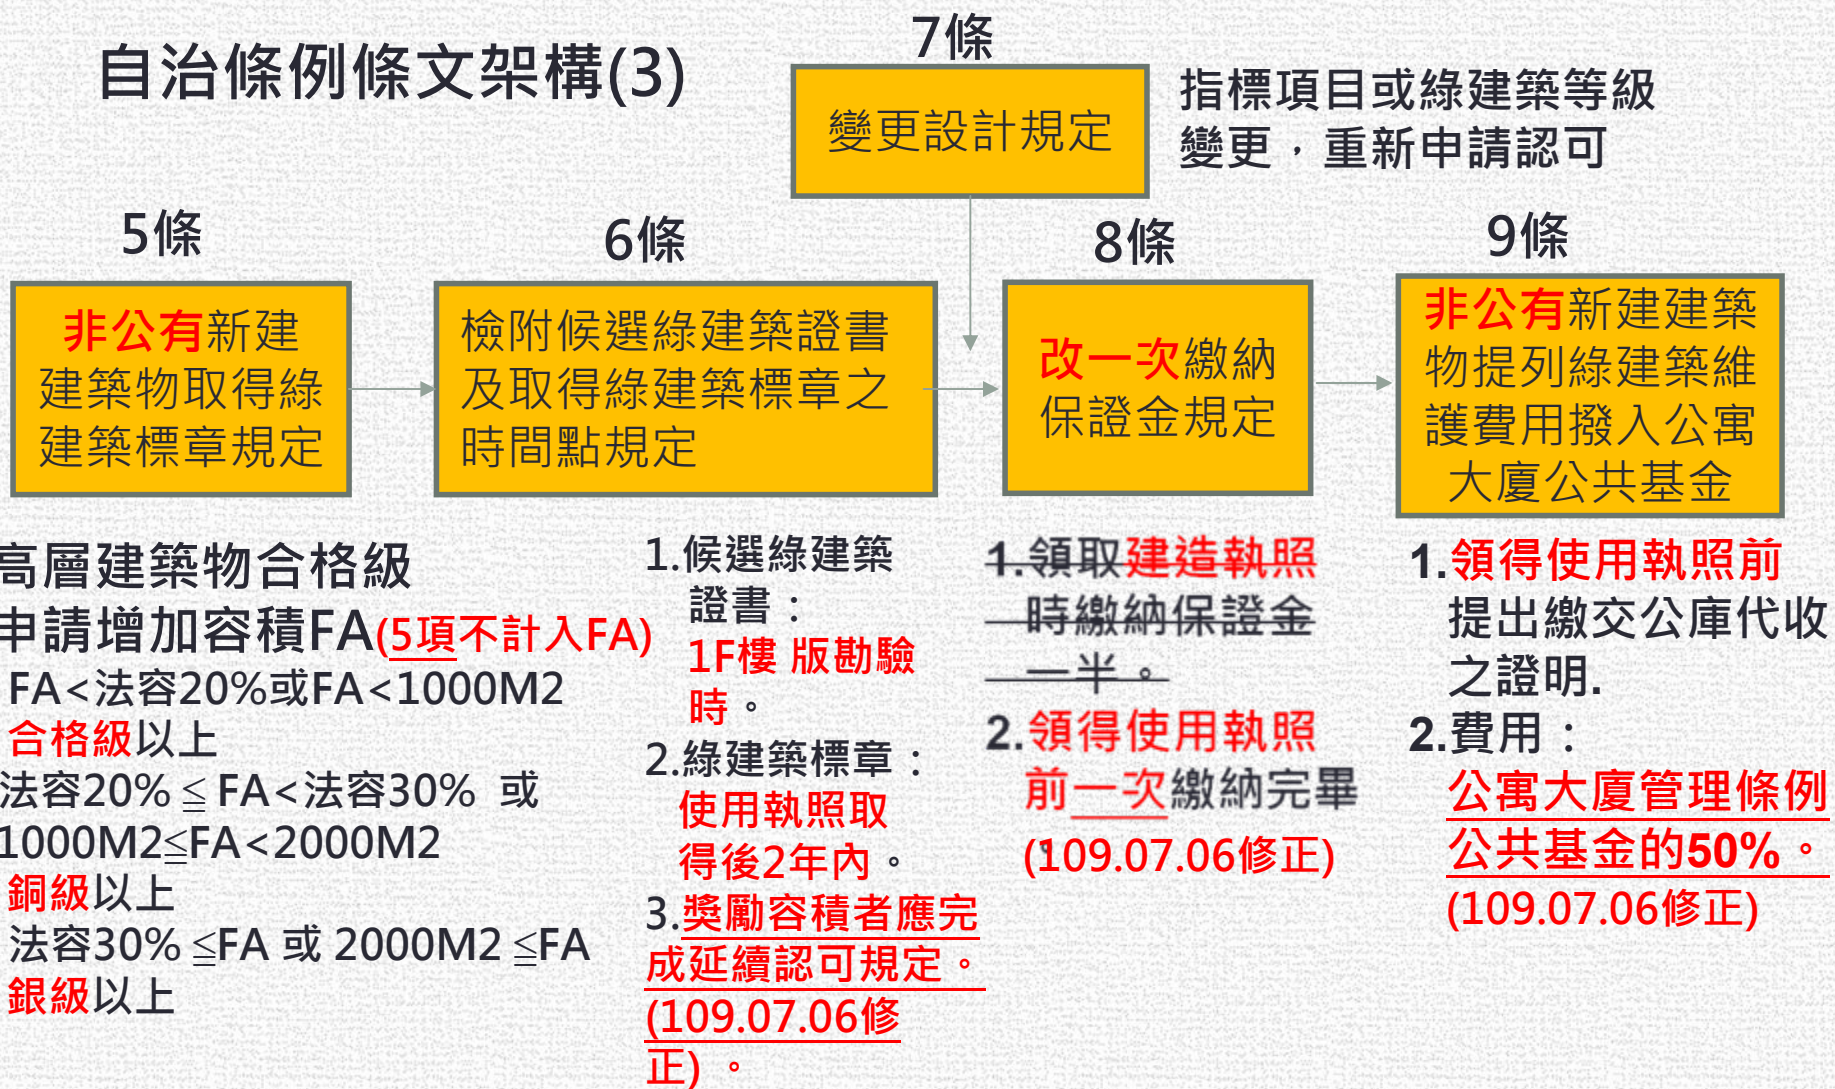 自治條例條文架構(3)
7條
變更設計規定
指標項目或綠建築等級
變更，重新申請認可
5條
非公有新建
建築物取得綠
建築標章規定
6條
檢附候選綠建築證書
及取得綠建築標章之
時間點規定
8條
改一次繳納
保證金規定
9條
非公有新建建築
物提列綠建築維
護費用撥入公寓
大廈公共基金
高層建築物合格級
申請增加容積FA(5項不計入FA)
FA<法容20%或FA<1000M2
合格級以上
法容20%≦FA<法容30% 或
1000M2≦FA<2000M2
銅級以上
法容30%≦FA 或 2000M2≦FA
銀級以上
1.候選綠建築
證書：
1F樓 版勘驗
時。
2.綠建築標章：
使用執照取
得後2年內。
3.獎勵容積者應完
成延續認可規定。
(109.07.06修
正) 。
1.領取建造執照
時繳納保證金
一半。
2.領得使用執照
前一次繳納完畢
(109.07.06修正)
1.領得使用執照前
提出繳交公庫代收
之證明.
2.費用：
公寓大廈管理條例
公共基金的50%。
(109.07.06修正)